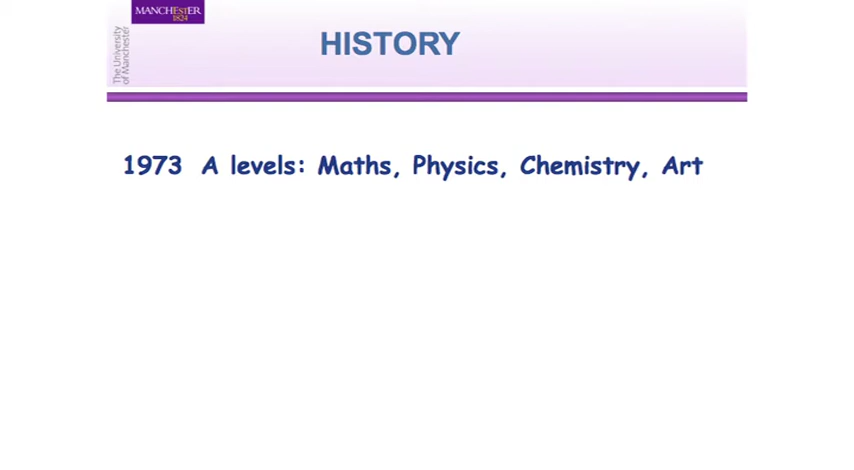 MANCHESTER
1824
The University
of Manchester
HISTORY
1973 A levels: Maths, Physics, Chemistry, Art